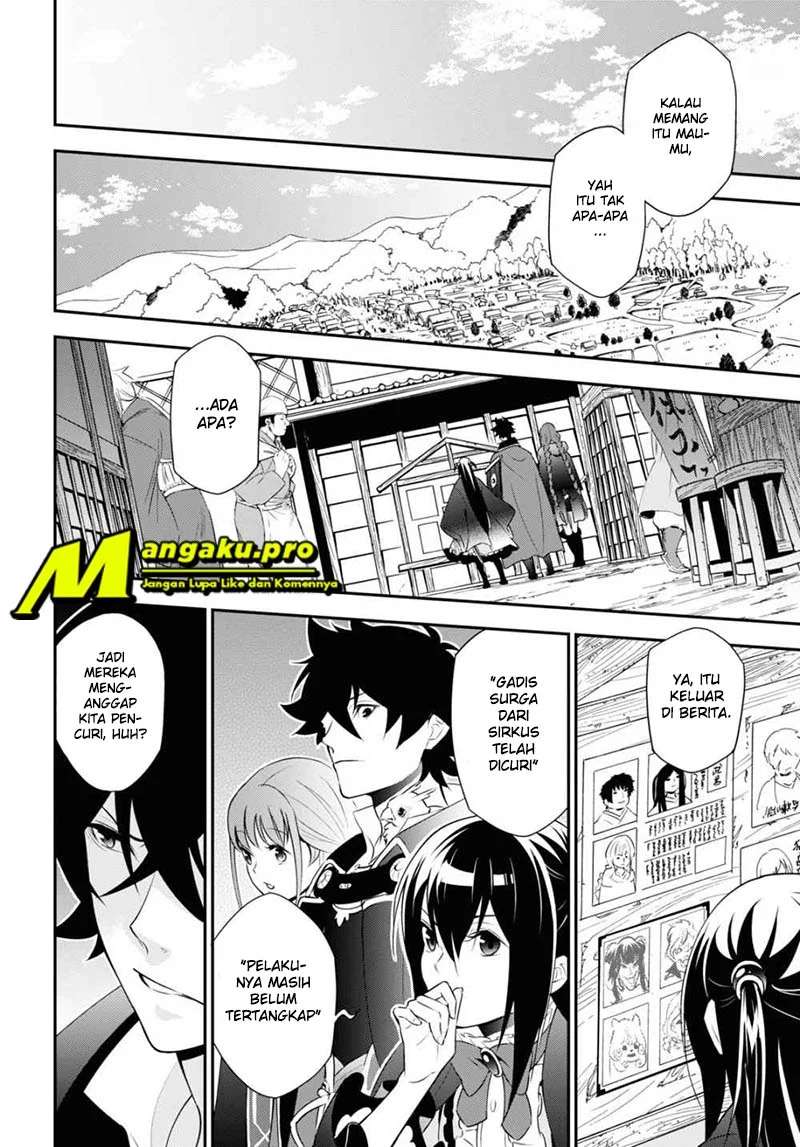 KALAU
MEMANG
ITU MAU-
MU,
YAH
ITU TAK
APA-APA
...
...ADA
APA?
Mangaku.pro
Jangan Lupa Like dan Komennya
YA, ITU
KELUAR
DI BERITA.
"GADIS
SURGA
DARI
SIRKUS
TELAH
DICURI"
"PELAKU-
NYA MASIH
BELUM
TERTANGKAP"
JADI
MEREKA
MENG-
ANGGAP
KITA PEN-
CURI, HUH?